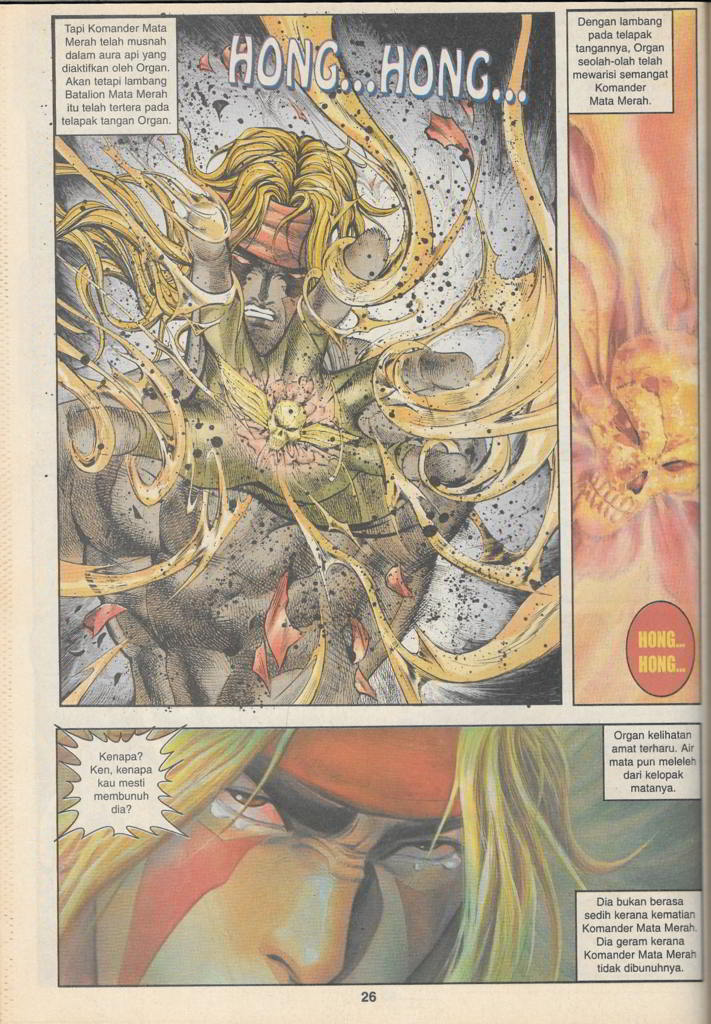 Tapi Komander Mata
Merah telah musnah
dalam aura api yang
diaktifkan oleh Organ.
Akan tetapi lambang
Batalion Mata Merah
itu telah tertera pada
telapak tangan Organ.
HONG...HONG...
Dengan lambang
pada telapak
tangannya, Organ
seolah-olah telah
mewarisi semangat
Komander
Mata Merah.
HONG...
HONG...
Kenapa?
Ken, kenapa
kau mesti
membunuh
dia?
Organ kelihatan
amat terharu. Air
mata pun meleleh
dari kelopak
matanya.
Dia bukan berasa
sedih kerana kematian
Komander Mata Merah.
Dia geram kerana
Komander Mata Merah
tidak dibunuhnya.
26